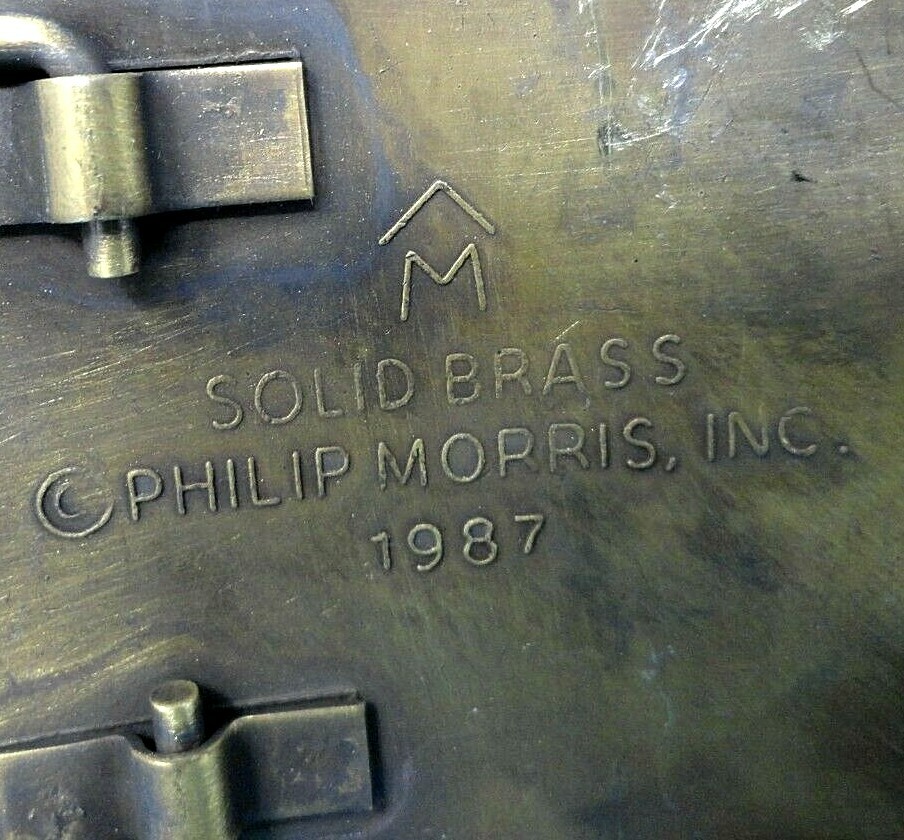 M
SOLID BRASS
©PHILIP MORRIS, INC.
1987